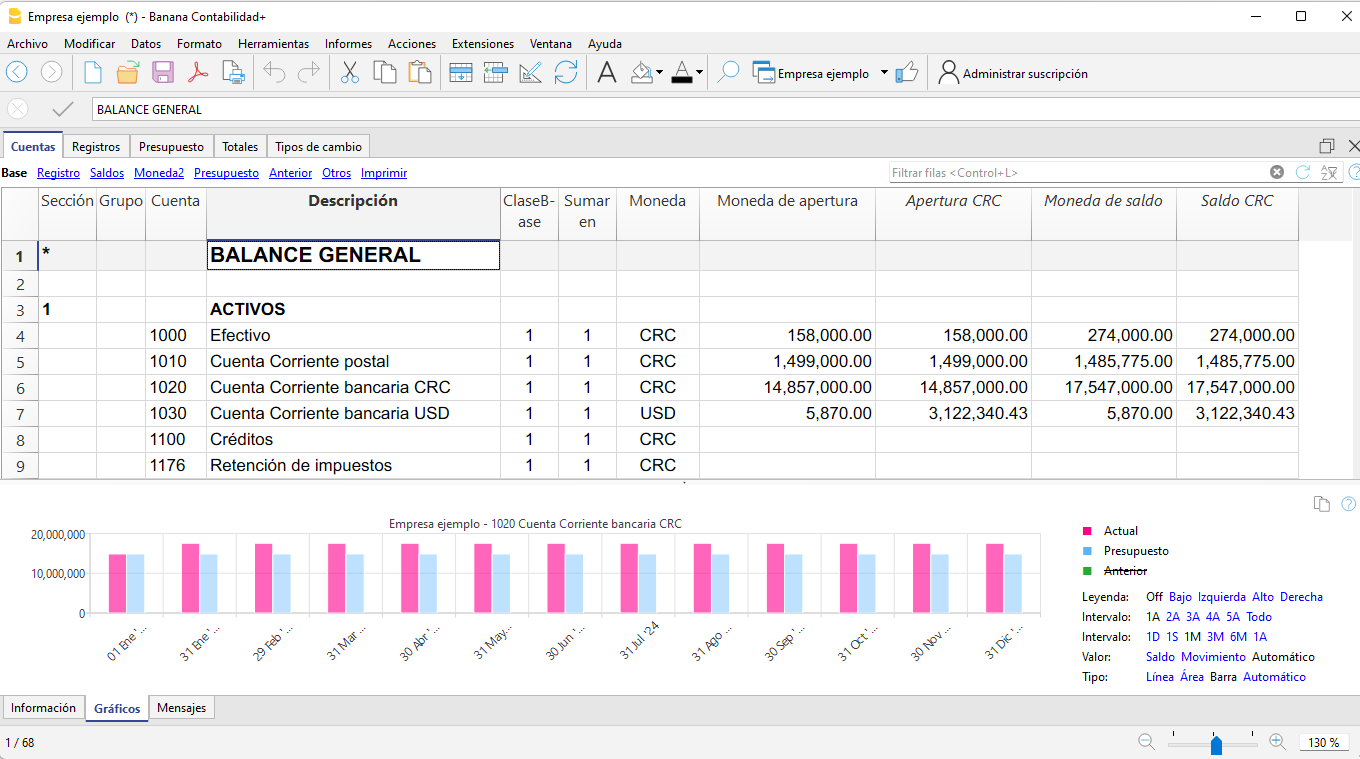 Empresa ejemplo (*) - Banana Contabilidad+
Archivo Modificar Datos Formato Herramientas Informes Acciones Extensiones Ventana Ayuda
Empresa ejemplo Administrar suscripción
BALANCE GENERAL
Cuentas Registros Presupuesto Totales Tipos de cambio
Base Registro Saldos Moneda2 Presupuesto Anterior Otros Imprimir Filtrar filas <Control+L>
Sección Grupo Cuenta Descripción ClaseB-ase Sumar en Moneda Moneda de apertura Apertura CRC Moneda de saldo Saldo CRC
1 * BALANCE GENERAL
2
3 1 ACTIVOS
4 1000 Efectivo 1 1 CRC 158,000.00 158,000.00 274,000.00 274,000.00
5 1010 Cuenta Corriente postal 1 1 CRC 1,499,000.00 1,499,000.00 1,485,775.00 1,485,775.00
6 1020 Cuenta Corriente bancaria CRC 1 1 CRC 14,857,000.00 14,857,000.00 17,547,000.00 17,547,000.00
7 1030 Cuenta Corriente bancaria USD 1 1 USD 5,870.00 3,122,340.43 5,870.00 3,122,340.43
8 1100 Créditos 1 1 CRC
9 1176 Retención de impuestos 1 1 CRC
Empresa ejemplo - 1020 Cuenta Corriente bancaria CRC
20,000,000
10,000,000
0
01 Ene '... 31 Ene '... 29 Feb '... 31 Mar ... 30 Abr '... 31 May... 30 Jun '... 31 Jul '24 31 Ago ... 30 Sep '... 31 Oct '... 30 Nov ... 31 Dic '...
Actual
Presupuesto
Anterior
Leyenda: Off Bajo Izquierda Alto Derecha
Intervalo: 1A 2A 3A 4A 5A Todo
Intervalo: 1D 1S 1M 3M 6M 1A
Valor: Saldo Movimiento Automático
Tipo: Línea Área Barra Automático
Información Gráficos Mensajes
1 / 68 130 %